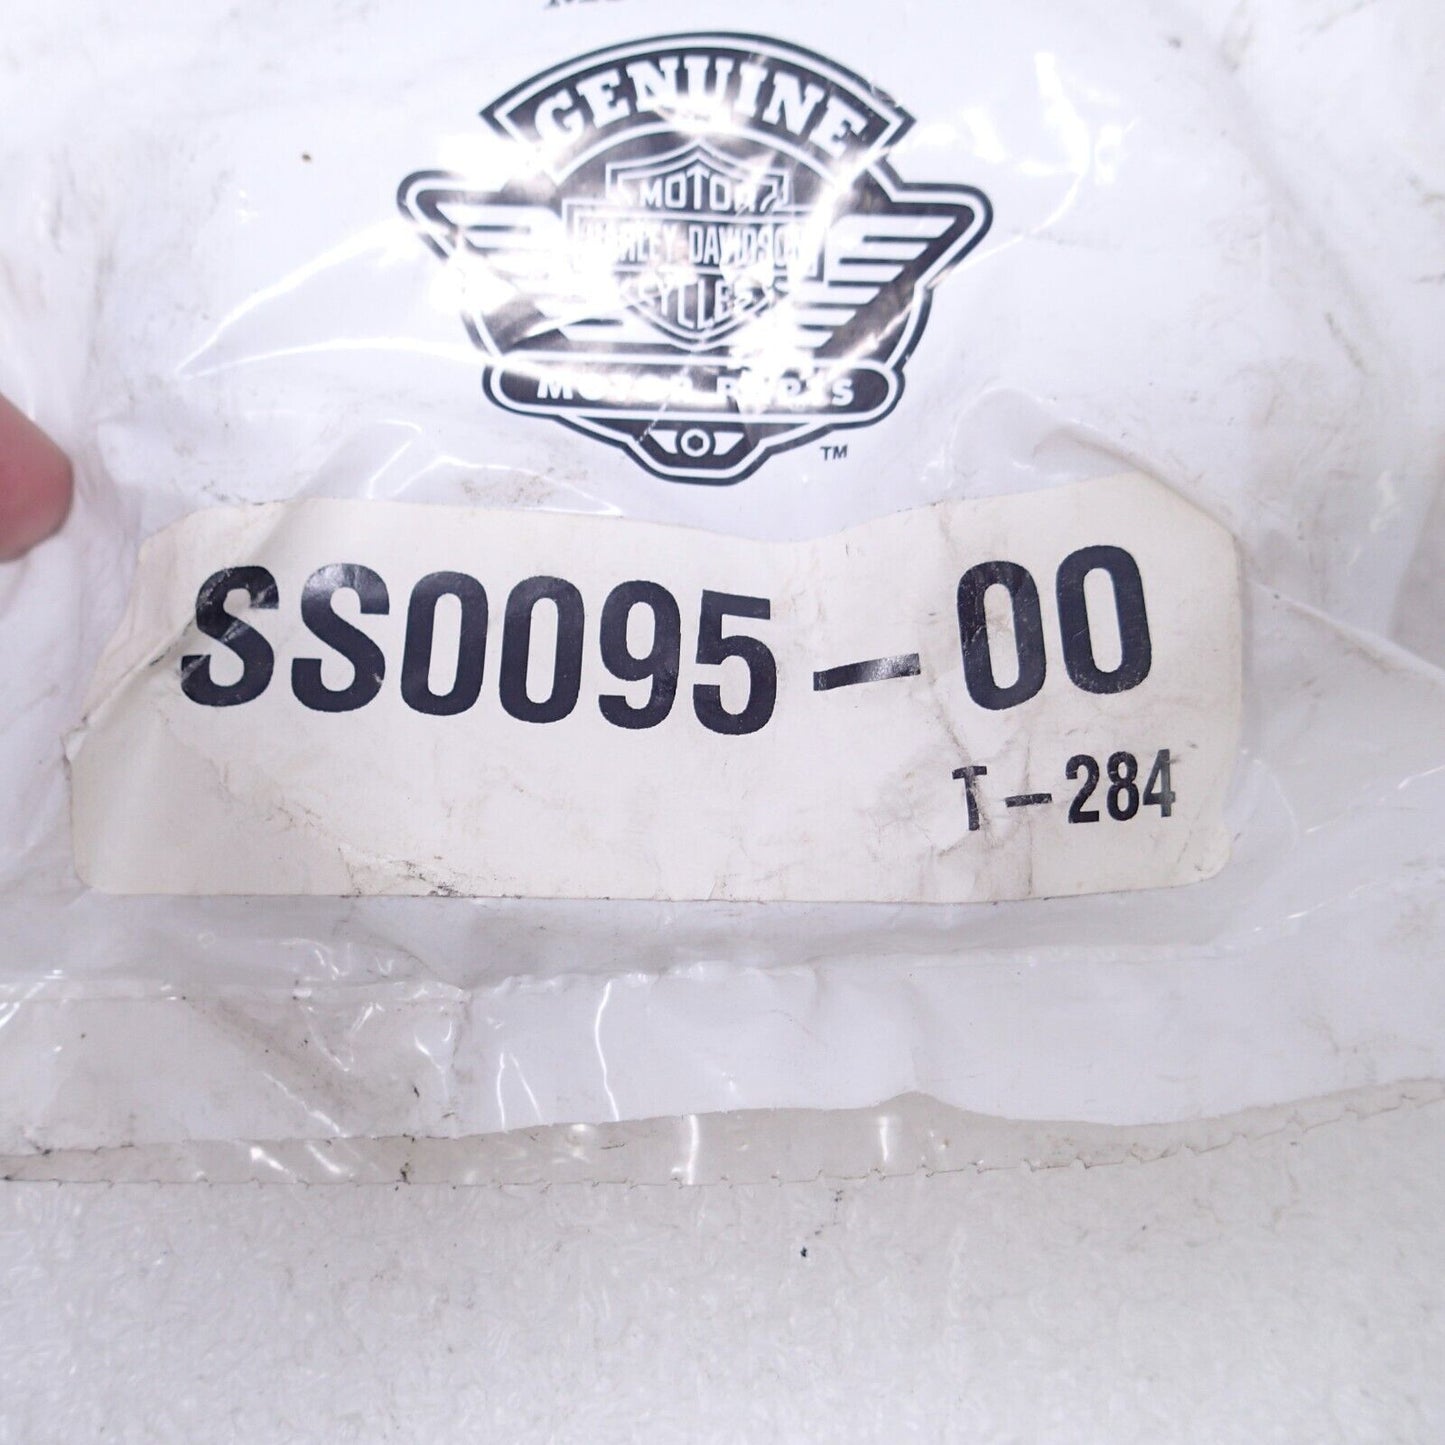 GENUINE
MOTOR
HARLEY-DAVIDSON
CYCLES
MOTOR PARTS
TM
SS0095-00
T-284